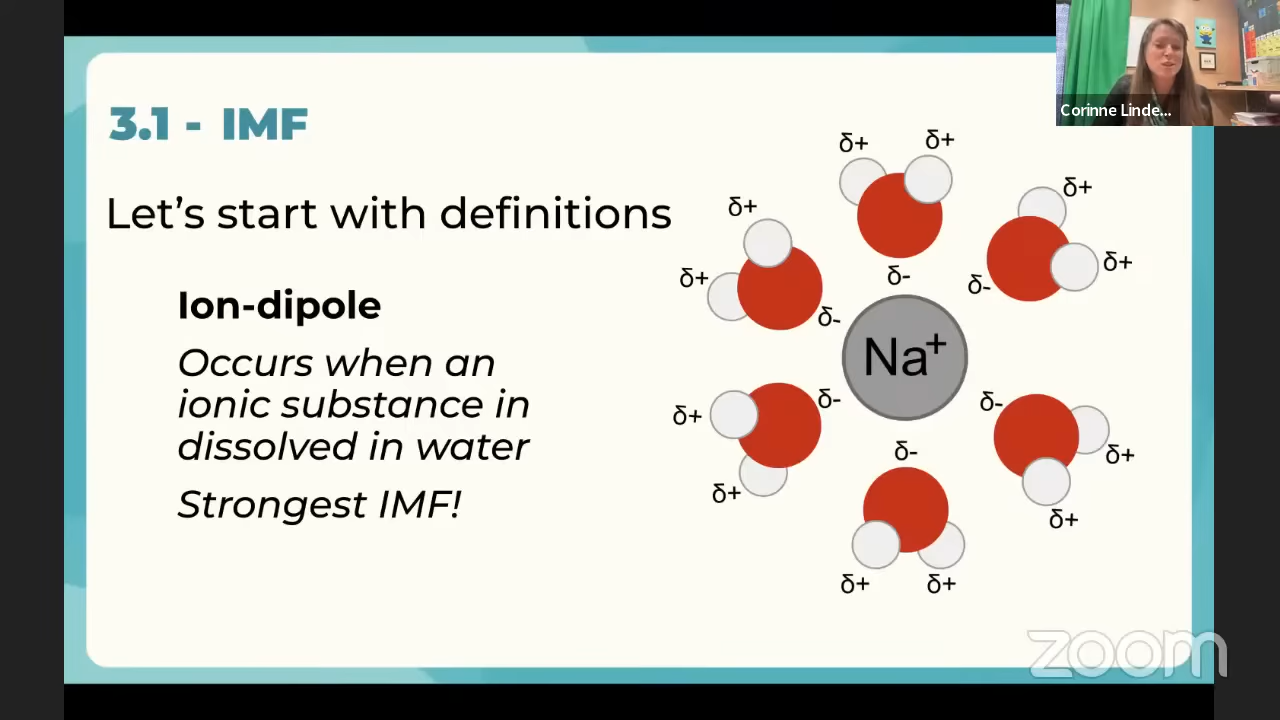 3.1 - IMF
Let's start with definitions
Ion-dipole
Occurs when an
ionic substance in
dissolved in water
Strongest IMF!
δ+ δ+
δ+
δ+
δ-
δ+
δ+
δ-
δ-
Na+
δ+
δ-
δ+
δ-
δ+ δ+
δ-
δ+
δ+
Corinne Linde...
zoom